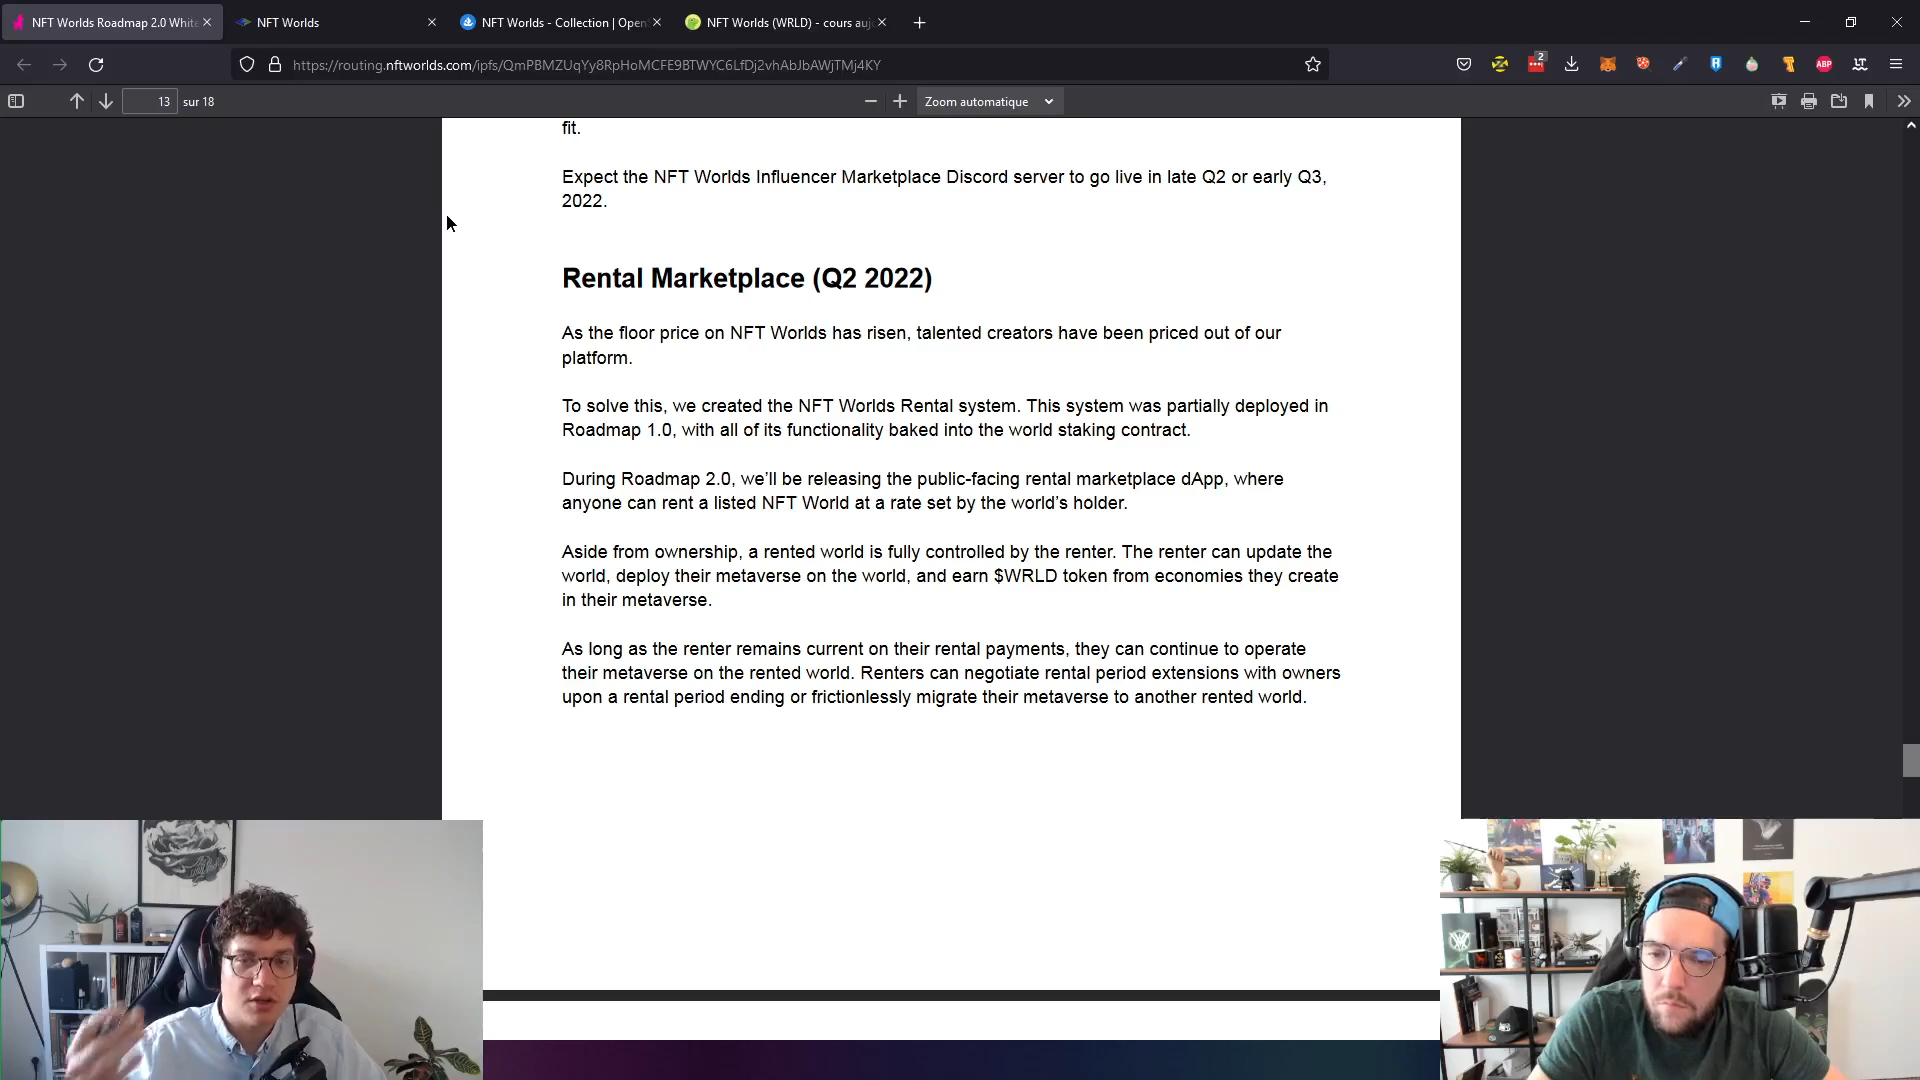 NFT Worlds Roadmap 2.0 White
NFT Worlds
NFT Worlds - Collection | Open
NFT Worlds (WRLD) - cours auj
https://routing.nftworlds.com/ipfs/QmPBMZUqYy8RpHoMCFE9BTWYC6LfDj2vhAbJbAWjTMj4KY
2
ABP
13 sur 18
Zoom automatique
fit.
Expect the NFT Worlds Influencer Marketplace Discord server to go live in late Q2 or early Q3,
2022.
Rental Marketplace (Q2 2022)
As the floor price on NFT Worlds has risen, talented creators have been priced out of our
platform.
To solve this, we created the NFT Worlds Rental system. This system was partially deployed in
Roadmap 1.0, with all of its functionality baked into the world staking contract.
During Roadmap 2.0, we’ll be releasing the public-facing rental marketplace dApp, where
anyone can rent a listed NFT World at a rate set by the world’s holder.
Aside from ownership, a rented world is fully controlled by the renter. The renter can update the
world, deploy their metaverse on the world, and earn $WRLD token from economies they create
in their metaverse.
As long as the renter remains current on their rental payments, they can continue to operate
their metaverse on the rented world. Renters can negotiate rental period extensions with owners
upon a rental period ending or frictionlessly migrate their metaverse to another rented world.